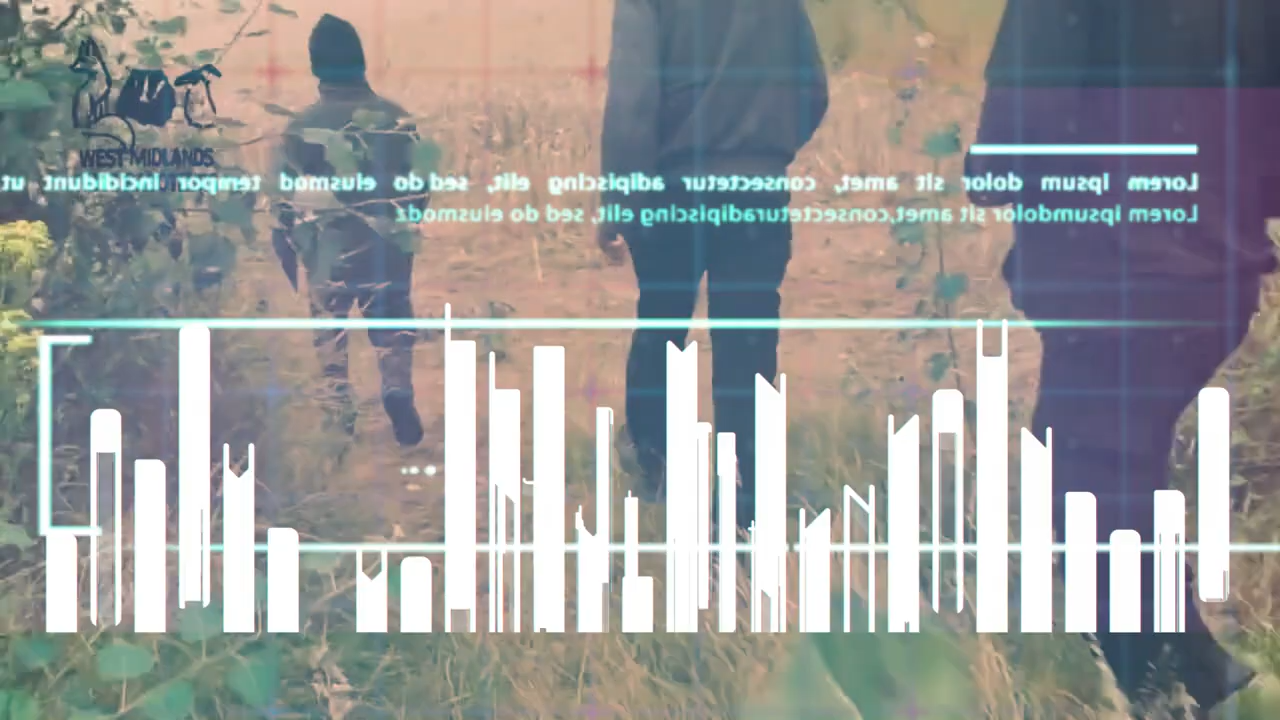 WEST MIDLANDS
Lorem ipsum dolor sit amet, consectetur adipiscing elit, sed do eiusmod tempor incididunt ut
Lorem ipsumdolor sit amet,consecteturadipiscing elit, sed do eiusmodz